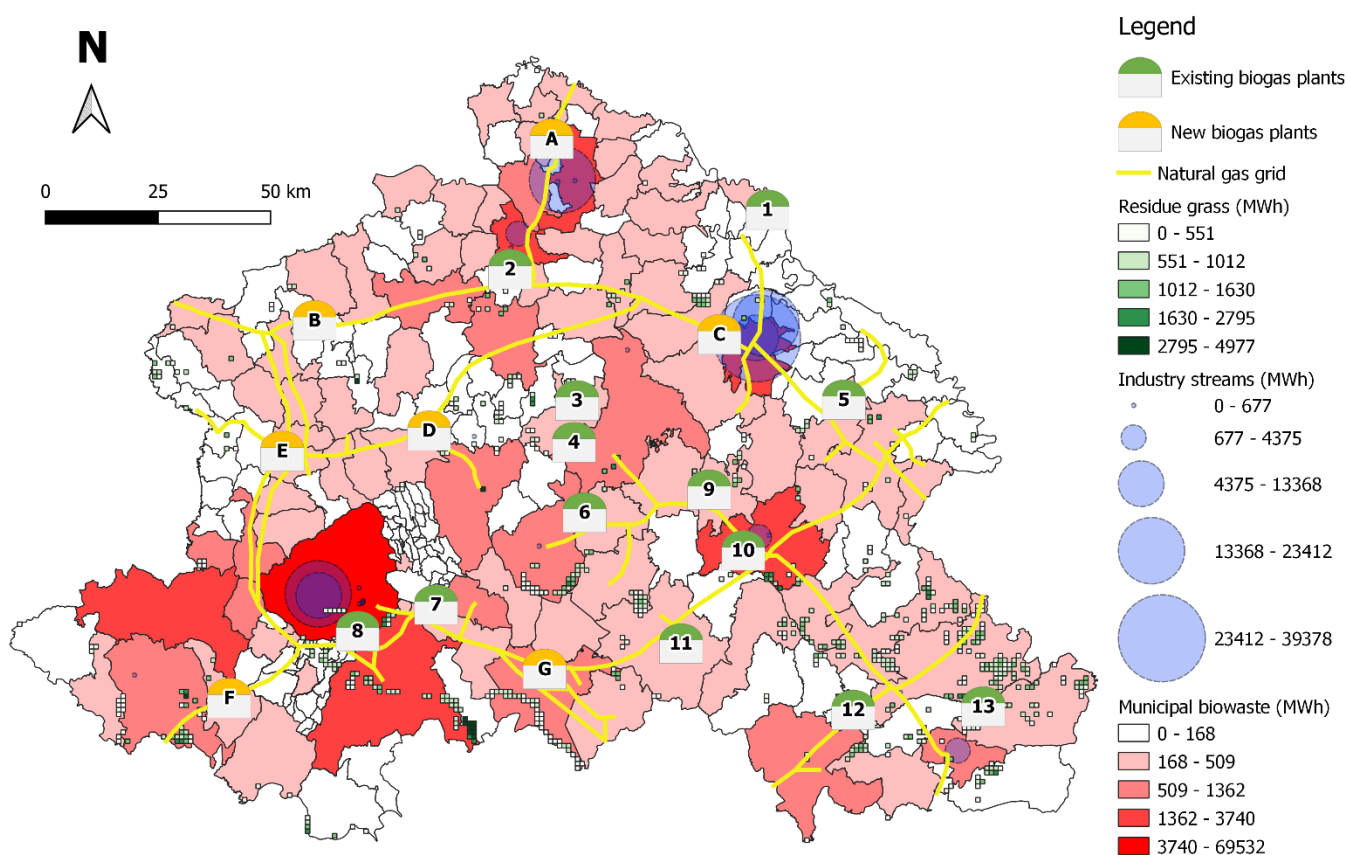 N
0 25 50 km
A
1
2
B
C
3
5
D
4
E
9
6
10
7
8
11
G
F
12
13
Legend
Existing biogas plants
New biogas plants
Natural gas grid
Residue grass (MWh)
0 - 551
551 - 1012
1012 - 1630
1630 - 2795
2795 - 4977
Industry streams (MWh)
0 - 677
677 - 4375
4375 - 13368
13368 - 23412
23412 - 39378
Municipal biowaste (MWh)
0 - 168
168 - 509
509 - 1362
1362 - 3740
3740 - 69532